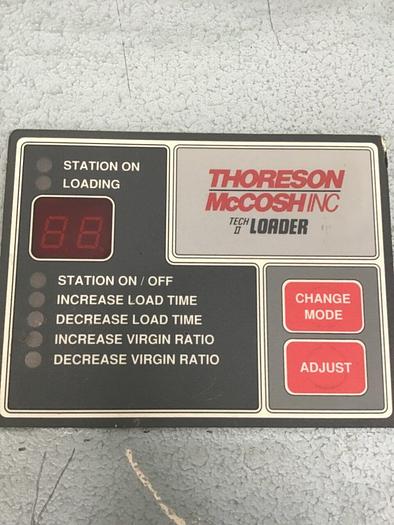 STATION ON
LOADING
THORESON
McCOSH INC
TECH II LOADER
STATION ON / OFF
INCREASE LOAD TIME
DECREASE LOAD TIME
INCREASE VIRGIN RATIO
DECREASE VIRGIN RATIO
CHANGE
MODE
ADJUST